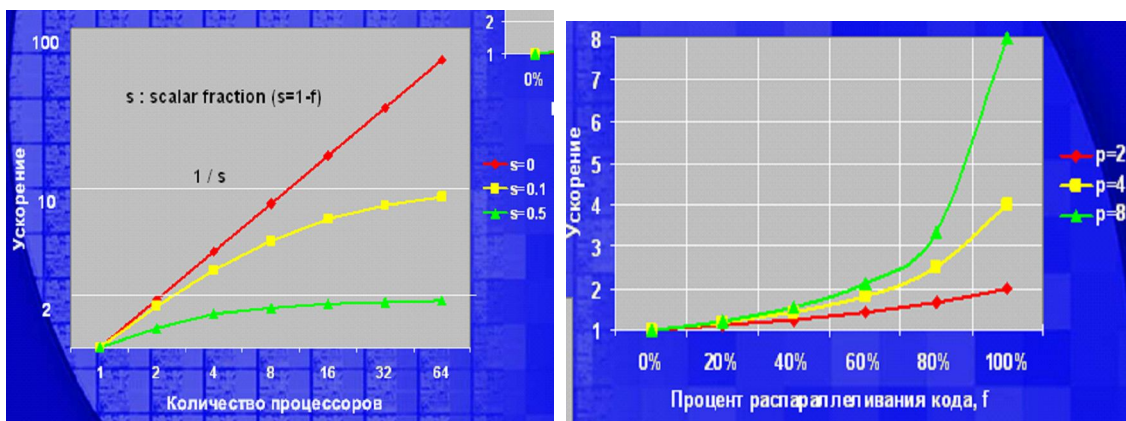 100
10
2
Ускорение
s : scalar fraction (s=1-f)
1 / s
1 2 4 8 16 32 64
Количество процессоров
s=0
s=0.1
s=0.5
2
1
0%
8
7
6
5
4
3
2
1
Ускорение
0% 20% 40% 60% 80% 100%
Процент распараллеливания кода, f
p=2
p=4
p=8